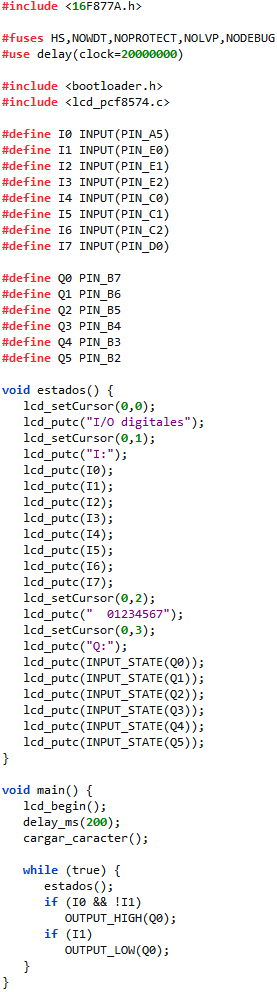 #include <16F877A.h>
#fuses HS,NOWDT,NOPROTECT,NOLVP,NODEBUG
#use delay(clock=20000000)
#include <bootloader.h>
#include <lcd_pcf8574.c>
#define I0 INPUT(PIN_A5)
#define I1 INPUT(PIN_E0)
#define I2 INPUT(PIN_E1)
#define I3 INPUT(PIN_E2)
#define I4 INPUT(PIN_C0)
#define I5 INPUT(PIN_C1)
#define I6 INPUT(PIN_C2)
#define I7 INPUT(PIN_D0)
#define Q0 PIN_B7
#define Q1 PIN_B6
#define Q2 PIN_B5
#define Q3 PIN_B4
#define Q4 PIN_B3
#define Q5 PIN_B2
void estados() {
   lcd_setCursor(0,0);
   lcd_putc("I/O digitales");
   lcd_setCursor(0,1);
   lcd_putc("I:");
   lcd_putc(I0);
   lcd_putc(I1);
   lcd_putc(I2);
   lcd_putc(I3);
   lcd_putc(I4);
   lcd_putc(I5);
   lcd_putc(I6);
   lcd_putc(I7);
   lcd_setCursor(0,2);
   lcd_putc("  01234567");
   lcd_setCursor(0,3);
   lcd_putc("Q:");
   lcd_putc(INPUT_STATE(Q0));
   lcd_putc(INPUT_STATE(Q1));
   lcd_putc(INPUT_STATE(Q2));
   lcd_putc(INPUT_STATE(Q3));
   lcd_putc(INPUT_STATE(Q4));
   lcd_putc(INPUT_STATE(Q5));
}
void main() {
   lcd_begin();
   delay_ms(200);
   cargar_caracter();
   while (true) {
      estados();
      if (I0 && !I1)
         OUTPUT_HIGH(Q0);
      if (I1)
         OUTPUT_LOW(Q0);
   }
}